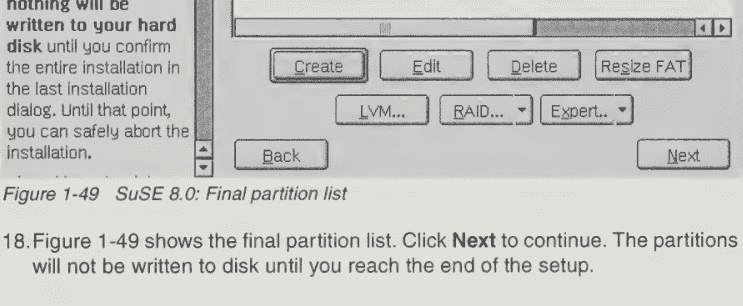 nothing will be
written to your hard
disk until you confirm
the entire installation in
the last installation
dialog. Until that point,
you can safely abort the
installation.
Create Edit Delete Resize FAT
LVM... RAID... Expert..
Back Next
Figure 1-49 SuSE 8.0: Final partition list
18. Figure 1-49 shows the final partition list. Click Next to continue. The partitions
will not be written to disk until you reach the end of the setup.